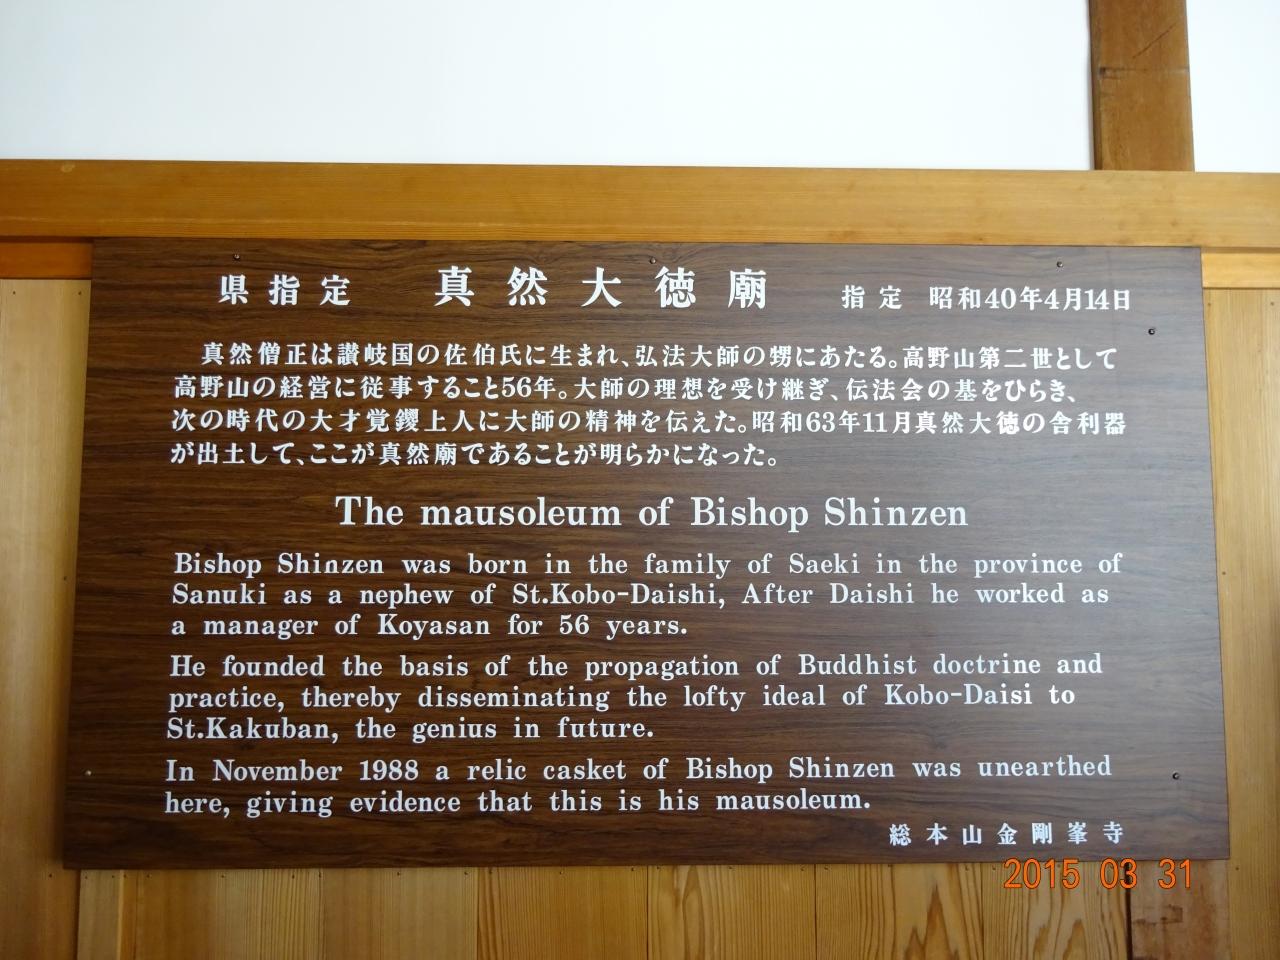 県指定 真然大徳廟 指定 昭和40年4月14日
真然僧正は讃岐国の佐伯氏に生まれ、弘法大師の甥にあたる。高野山第二世として
高野山の経営に従事すること56年。大師の理想を受け継ぎ、伝法会の基をひらき、
次の時代の大才覚鑁上人に大師の精神を伝えた。昭和63年11月真然大徳の舎利器
が出土して、ここが真然廟であることが明らかになった。
The mausoleum of Bishop Shinzen
Bishop Shinzen was born in the family of Saeki in the province of
Sanuki as a nephew of St.Kobo-Daishi, After Daishi he worked as
a manager of Koyasan for 56 years.
He founded the basis of the propagation of Buddhist doctrine and
practice, thereby disseminating the lofty ideal of Kobo-Daisi to
St.Kakuban, the genius in future.
In November 1988 a relic casket of Bishop Shinzen was unearthed
here, giving evidence that this is his mausoleum.
総本山金剛峯寺
2015 03 31